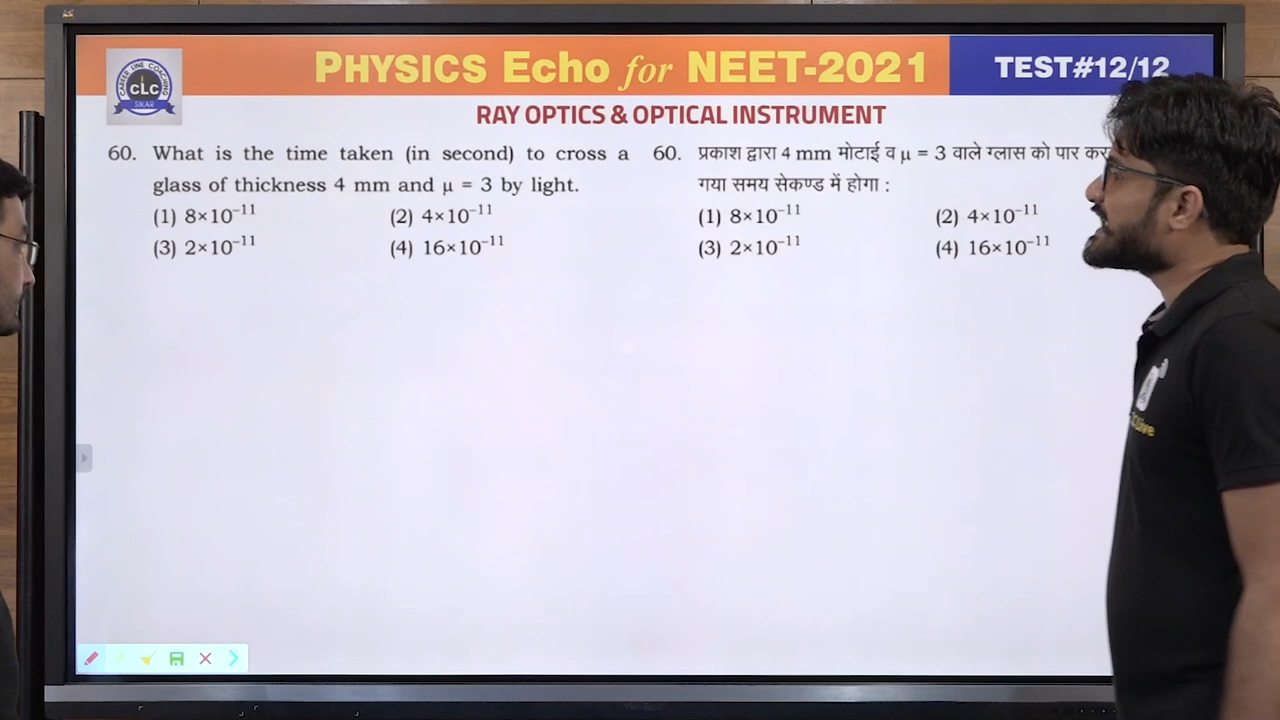 PHYSICS Echo for NEET-2021
TEST#12/12
CAREER LINE COACHING
CLC
SIKAR
RAY OPTICS & OPTICAL INSTRUMENT
60. What is the time taken (in second) to cross a
glass of thickness 4 mm and µ = 3 by light.
(1) 8×10⁻¹¹ (2) 4×10⁻¹¹
(3) 2×10⁻¹¹ (4) 16×10⁻¹¹
60. प्रकाश द्वारा 4 mm मोटाई व µ = 3 वाले ग्लास को पार
गया समय सेकण्ड में होगा :
(1) 8×10⁻¹¹ (2) 4×10⁻¹¹
(3) 2×10⁻¹¹ (4) 16×10⁻¹¹